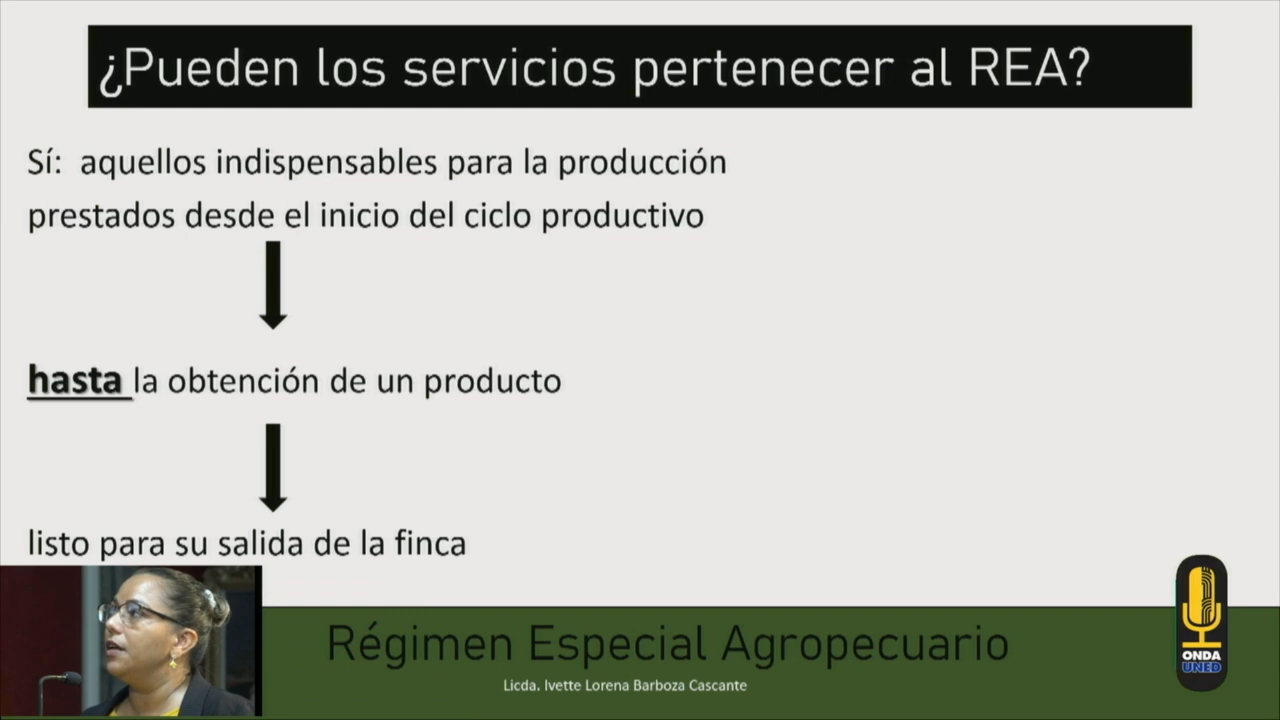 ¿Pueden los servicios pertenecer al REA?
Sí: aquellos indispensables para la producción
prestados desde el inicio del ciclo productivo
hasta la obtención de un producto
listo para su salida de la finca
Régimen Especial Agropecuario
Licda. Ivette Lorena Barboza Cascante
ONDA
UNED